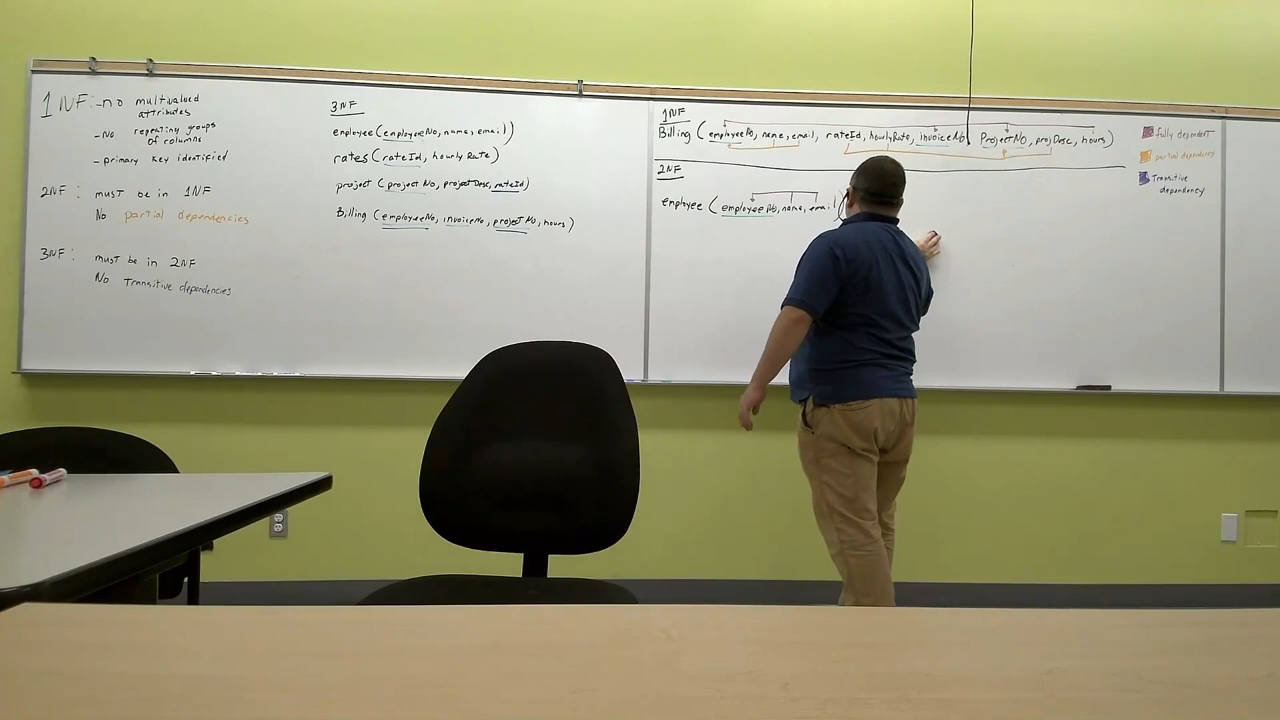 1NF: -no multivalued
attributes
-No repeating groups
of columns
-primary key identified
2NF: must be in 1NF
No partial dependencies
3NF: must be in 2NF
No Transitive dependencies
3NF
employee(employeeNo, name, email)
rates (rateId, hourly Rate)
project (project No, projectDesc, rateId)
Billing (employeeNo, invoiceNo, project No, hours)
1NF
Billing (employeeNo, name, email, rateId, hourlyRate, invoiceNo, ProjectNo, projDesc, hours)
2NF
employee (employeeNo, name, email)
fully dependent
partial dependency
Transitive
dependency